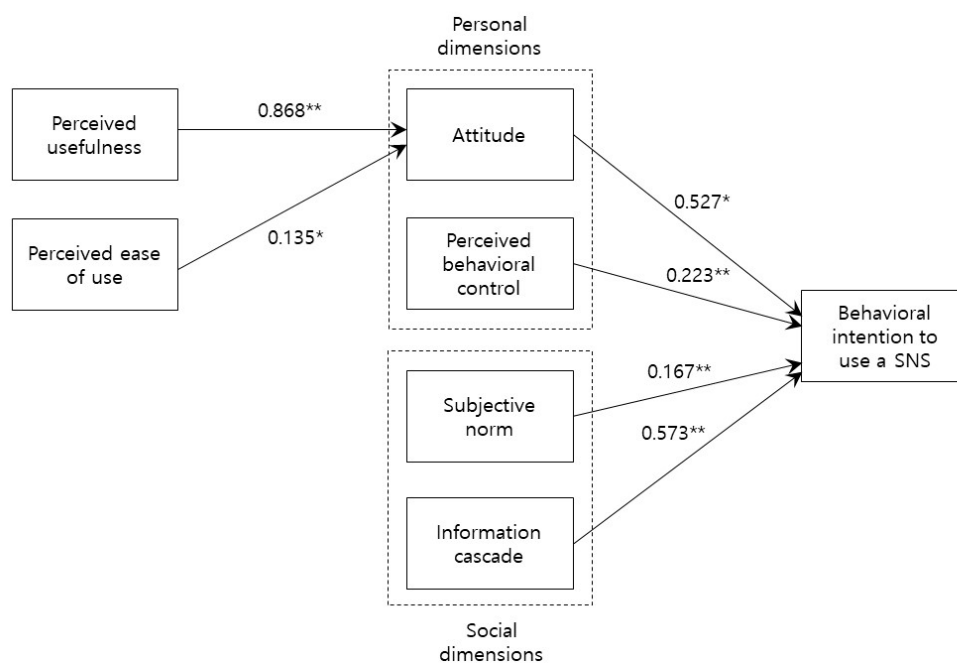 Personal
dimensions
Perceived
usefulness
0.868**
Attitude
Perceived ease
of use
0.135*
0.527*
Perceived
behavioral
control
0.223**
Behavioral
intention to
use a SNS
Subjective
norm
0.167**
0.573**
Information
cascade
Social
dimensions